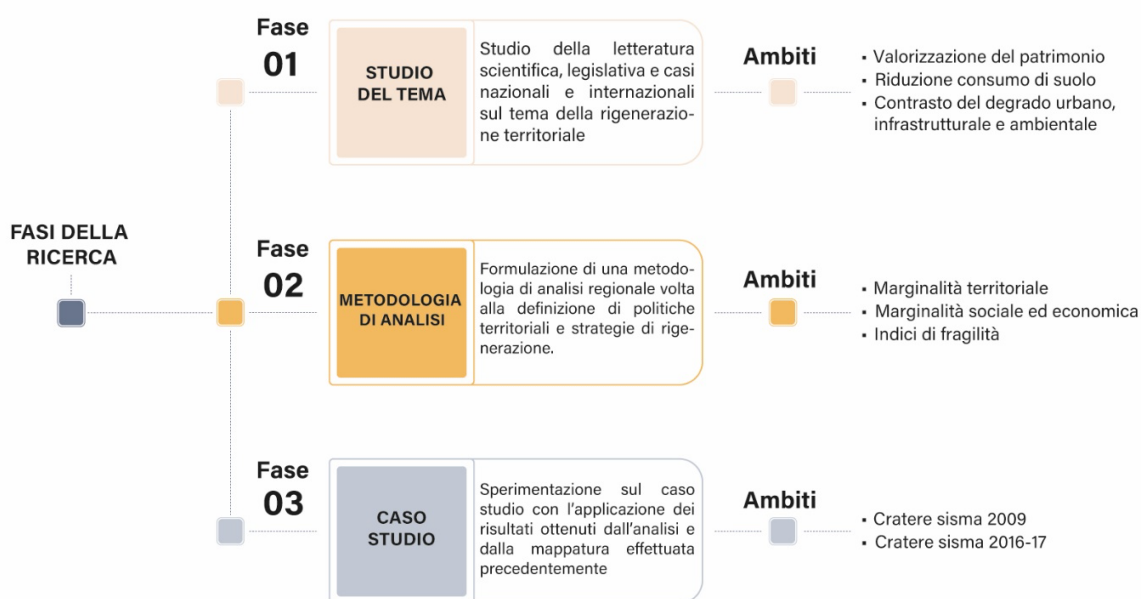 FASI DELLA
RICERCA
Fase
01
STUDIO
DEL TEMA
Studio della letteratura
scientifica, legislativa e casi
nazionali e internazionali
sul tema della rigenerazio-
ne territoriale
Ambiti
▪ Valorizzazione del patrimonio
▪ Riduzione consumo di suolo
▪ Contrasto del degrado urbano,
infrastrutturale e ambientale
Fase
02
METODOLOGIA
DI ANALISI
Formulazione di una metodo-
logia di analisi regionale volta
alla definizione di politiche
territoriali e strategie di rige-
nerazione.
Ambiti
▪ Marginalità territoriale
▪ Marginalità sociale ed economica
▪ Indici di fragilità
Fase
03
CASO
STUDIO
Sperimentazione sul caso
studio con l'applicazione dei
risultati ottenuti dall'analisi e
dalla mappatura effettuata
precedentemente
Ambiti
▪ Cratere sisma 2009
▪ Cratere sisma 2016-17